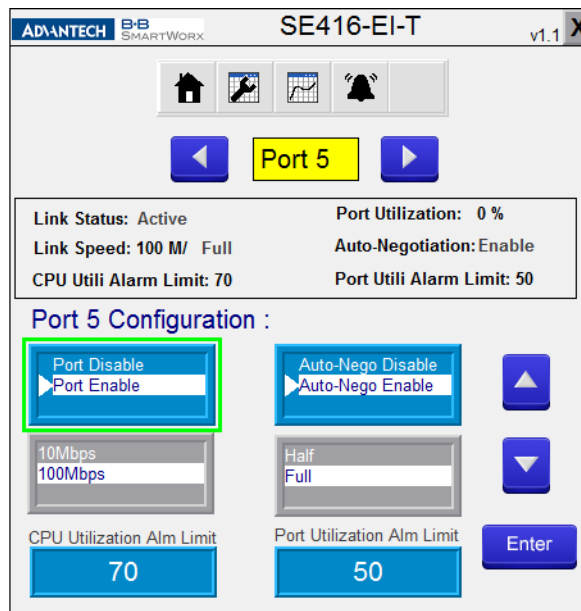 ADVANTECH B+B SMARTWORX SE416-EI-T v1.1 X
Port 5
Link Status: Active Port Utilization: 0 %
Link Speed: 100 M/ Full Auto-Negotiation: Enable
CPU Utili Alarm Limit: 70 Port Utili Alarm Limit: 50
Port 5 Configuration :
Port Disable
Port Enable
Auto-Nego Disable
Auto-Nego Enable
10Mbps
100Mbps
Half
Full
CPU Utilization Alm Limit
70
Port Utilization Alm Limit
50
Enter